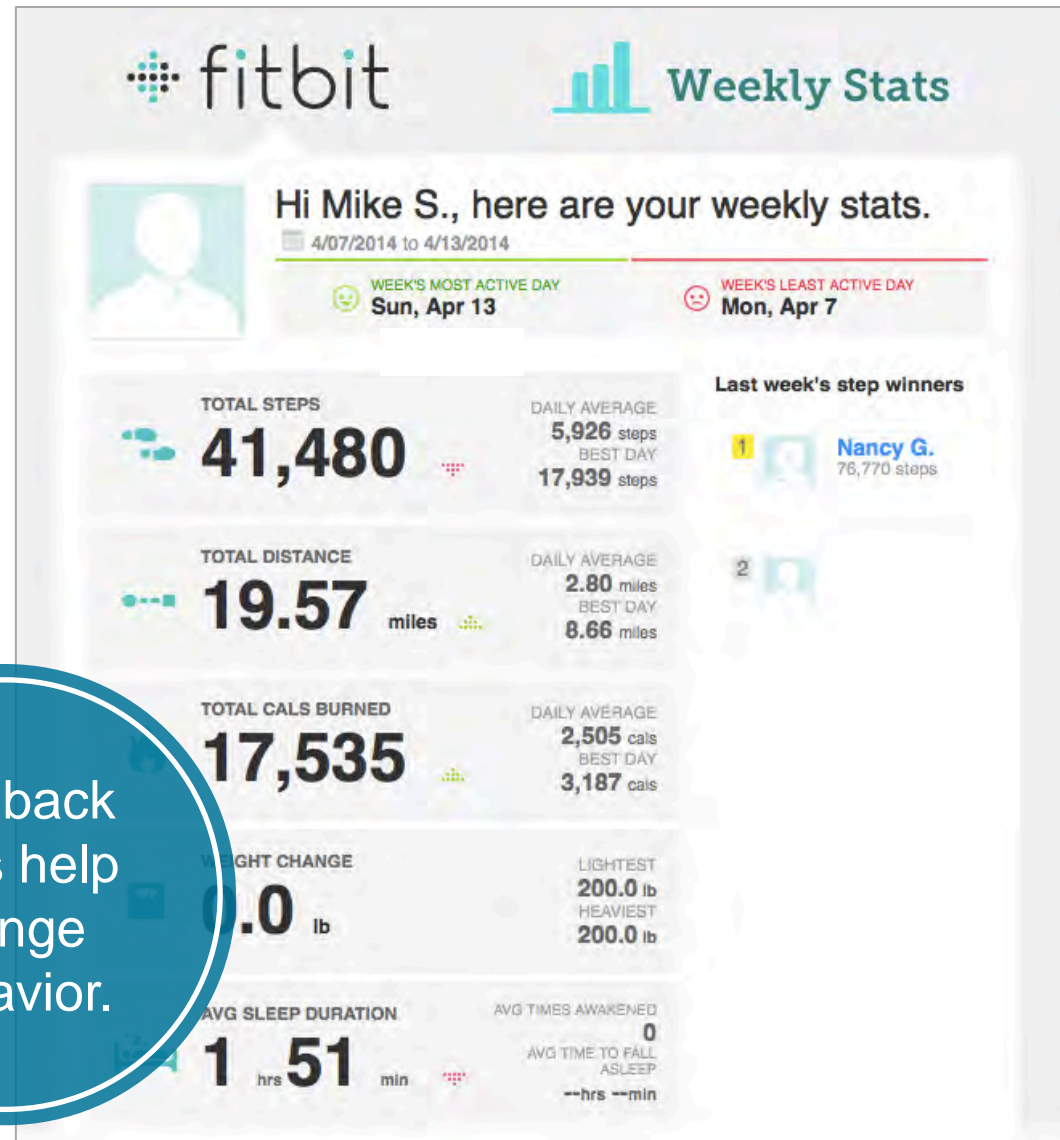 fitbit
Weekly Stats
Hi Mike S., here are your weekly stats.
4/07/2014 to 4/13/2014
WEEK'S MOST ACTIVE DAY
Sun, Apr 13
WEEK'S LEAST ACTIVE DAY
Mon, Apr 7
TOTAL STEPS
41,480
DAILY AVERAGE
5,926 steps
BEST DAY
17,939 steps
Last week's step winners
1
Nancy G.
76,770 steps
2
TOTAL DISTANCE
19.57 miles
DAILY AVERAGE
2.80 miles
BEST DAY
8.66 miles
TOTAL CALS BURNED
17,535
DAILY AVERAGE
2,505 cals
BEST DAY
3,187 cals
WEIGHT CHANGE
0.0 lb
LIGHTEST
200.0 lb
HEAVIEST
200.0 lb
AVG SLEEP DURATION
1 hrs 51 min
AVG TIMES AWAKENED
0
AVG TIME TO FALL
ASLEEP
--hrs --min
back
help